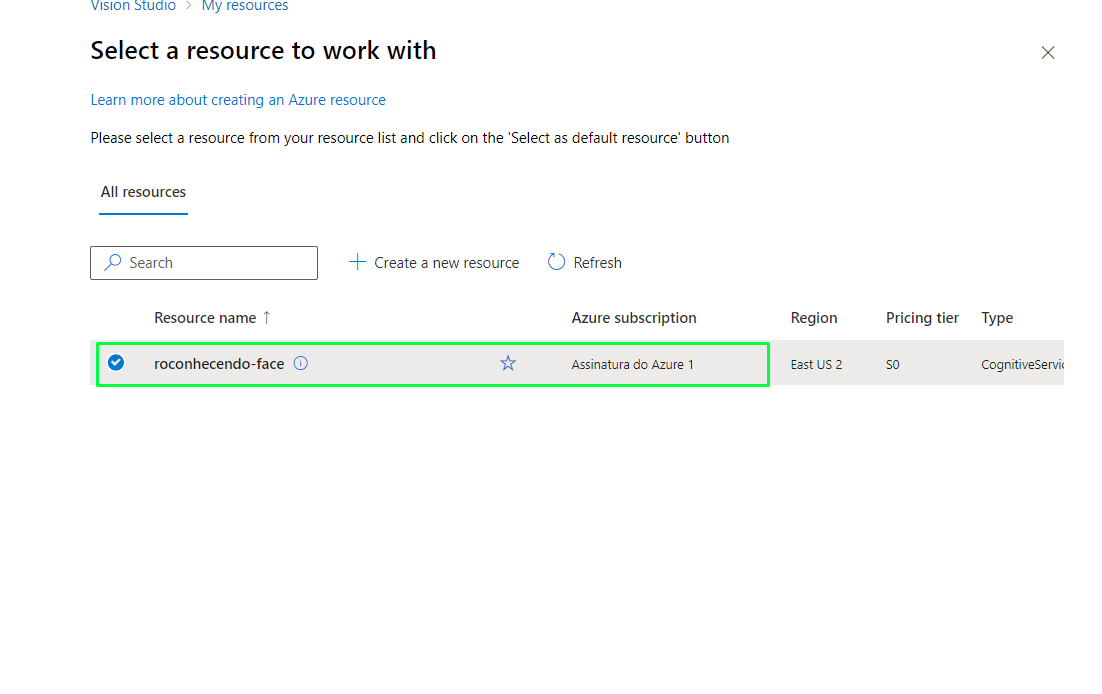 Vision Studio > My resources
Select a resource to work with
Learn more about creating an Azure resource
Please select a resource from your resource list and click on the 'Select as default resource' button
All resources
Search + Create a new resource Refresh
Resource name ↑ Azure subscription Region Pricing tier Type
roconhecendo-face Assinatura do Azure 1 East US 2 S0 CognitiveServic